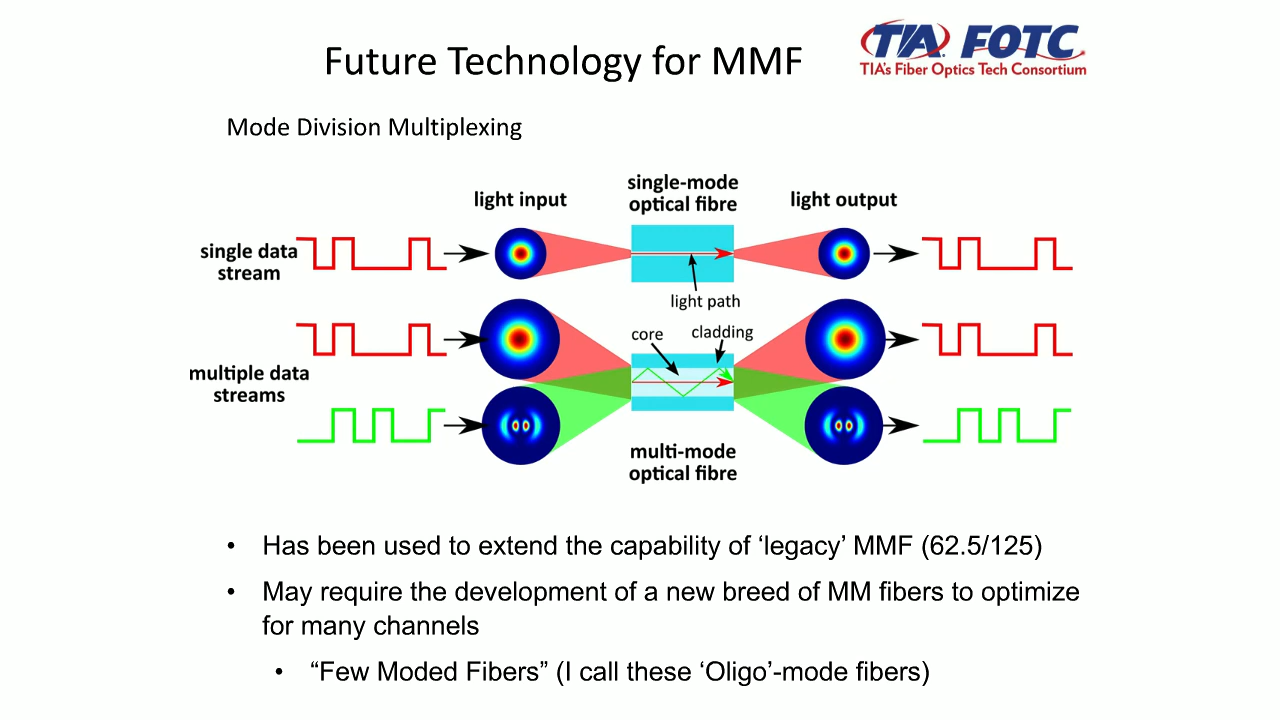 Future Technology for MMF
TIA FOTC
TIA's Fiber Optics Tech Consortium
Mode Division Multiplexing
light input
single-mode
optical fibre
light output
single data
stream
light path
core
cladding
multiple data
streams
multi-mode
optical fibre
• Has been used to extend the capability of ‘legacy’ MMF (62.5/125)
• May require the development of a new breed of MM fibers to optimize
for many channels
• “Few Moded Fibers” (I call these ‘Oligo’-mode fibers)